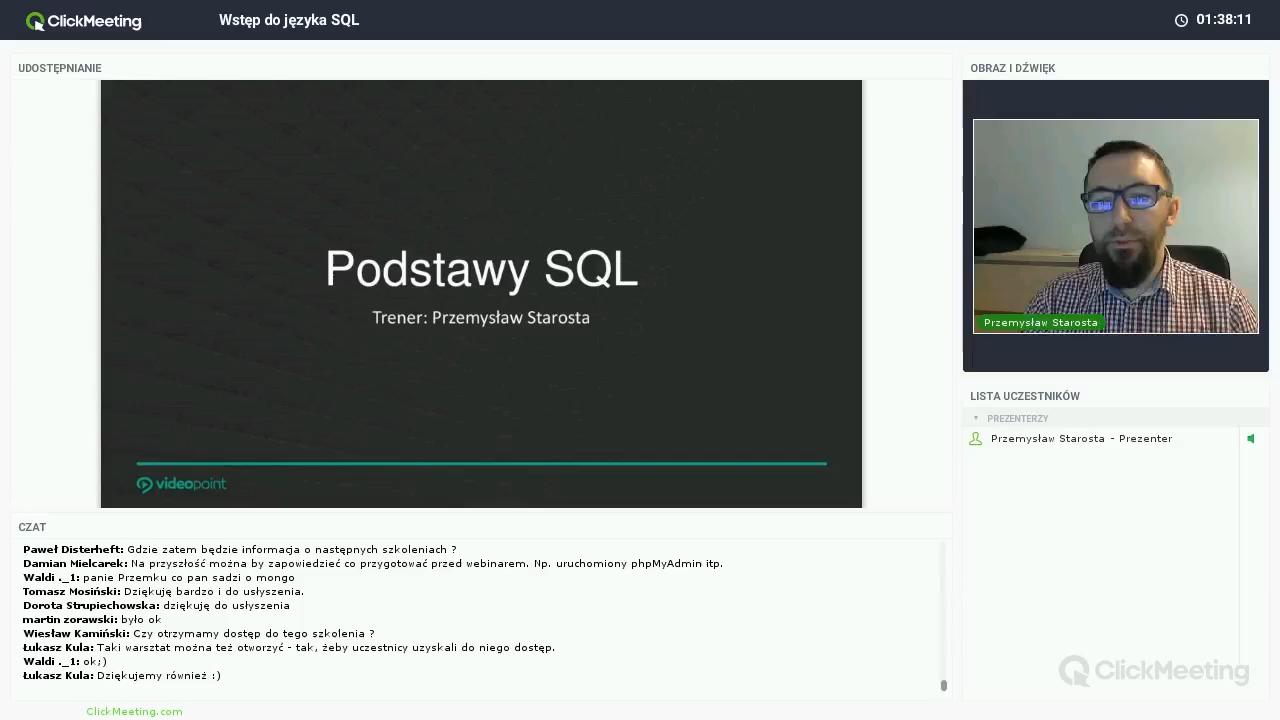 ClickMeeting
Wstęp do języka SQL
01:38:11
UDOSTĘPNIANIE
Podstawy SQL
Trener: Przemysław Starosta
videopoint
OBRAZ I DŹWIĘK
Przemysław Starosta
LISTA UCZESTNIKÓW
PREZENTERZY
Przemysław Starosta - Prezenter
CZAT
Paweł Disterheft: Gdzie zatem będzie informacja o następnych szkoleniach ?
Damian Mielcarek: Na przyszłość można by zapowiedzieć co przygotować przed webinarem. Np. uruchomiony phpMyAdmin itp.
Waldi ._1: panie Przemku co pan sadzi o mongo
Tomasz Mosiński: Dziękuję bardzo i do usłyszenia.
Dorota Strupiechowska: dziękuję do usłyszenia
martin zorawski: było ok
Wiesław Kamiński: Czy otrzymamy dostęp do tego szkolenia ?
Łukasz Kula: Taki warsztat można też otworzyć - tak, żeby uczestnicy uzyskali do niego dostęp.
Waldi ._1: ok;)
Łukasz Kula: Dziękujemy również :)
ClickMeeting
ClickMeeting.com